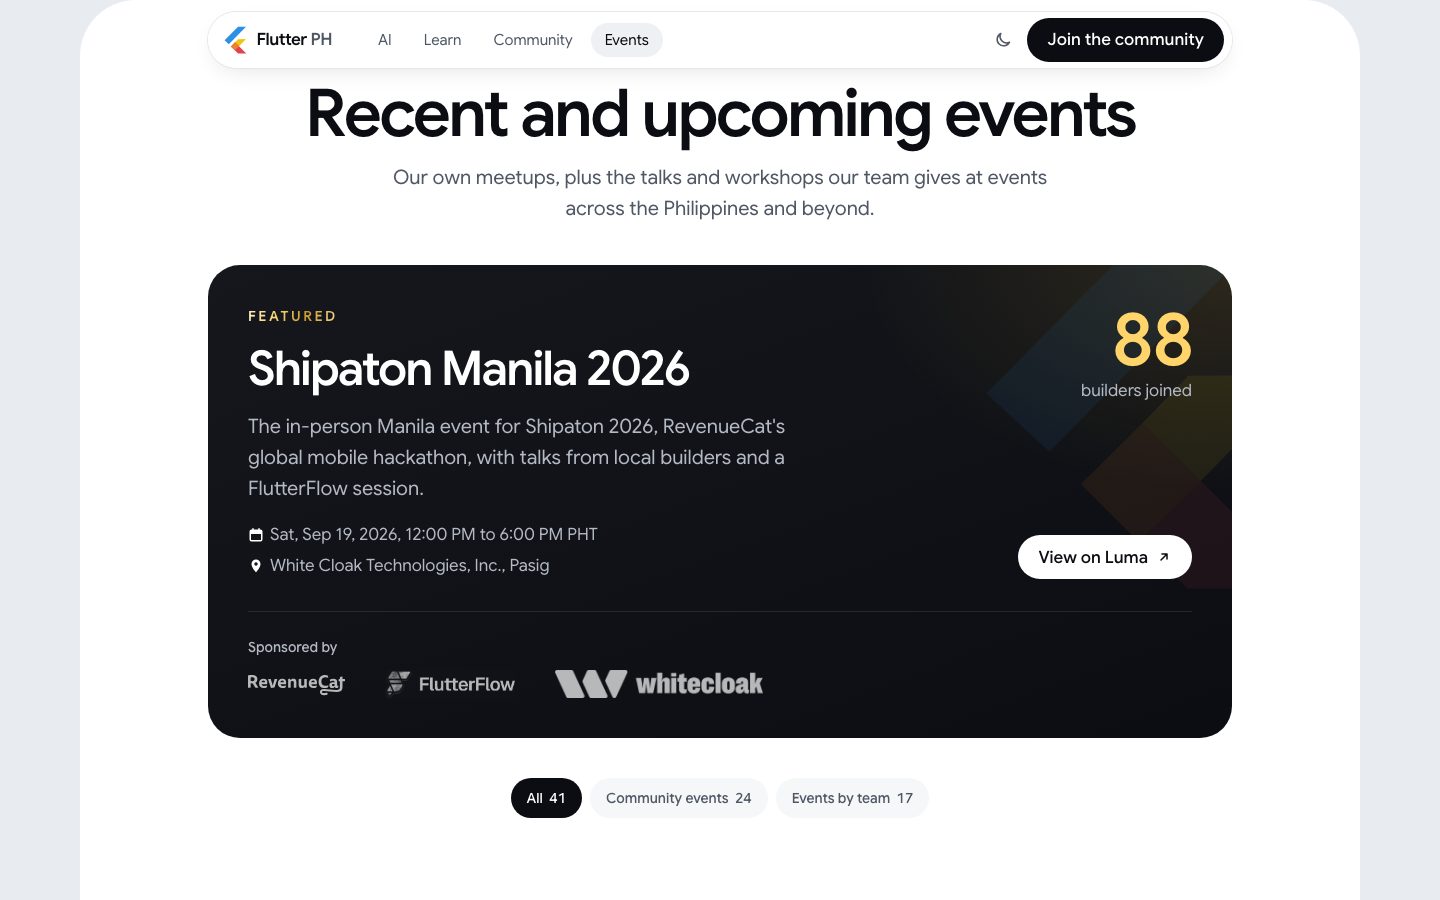 Flutter PH
AI
Learn
Community
Events
Join the community
Recent and upcoming events
Our own meetups, plus the talks and workshops our team gives at events
across the Philippines and beyond.
FEATURED
88
builders joined
Shipaton Manila 2026
The in-person Manila event for Shipaton 2026, RevenueCat's
global mobile hackathon, with talks from local builders and a
FlutterFlow session.
Sat, Sep 19, 2026, 12:00 PM to 6:00 PM PHT
White Cloak Technologies, Inc., Pasig
View on Luma
Sponsored by
RevenueCat
FlutterFlow
whitecloak
All 41
Community events 24
Events by team 17